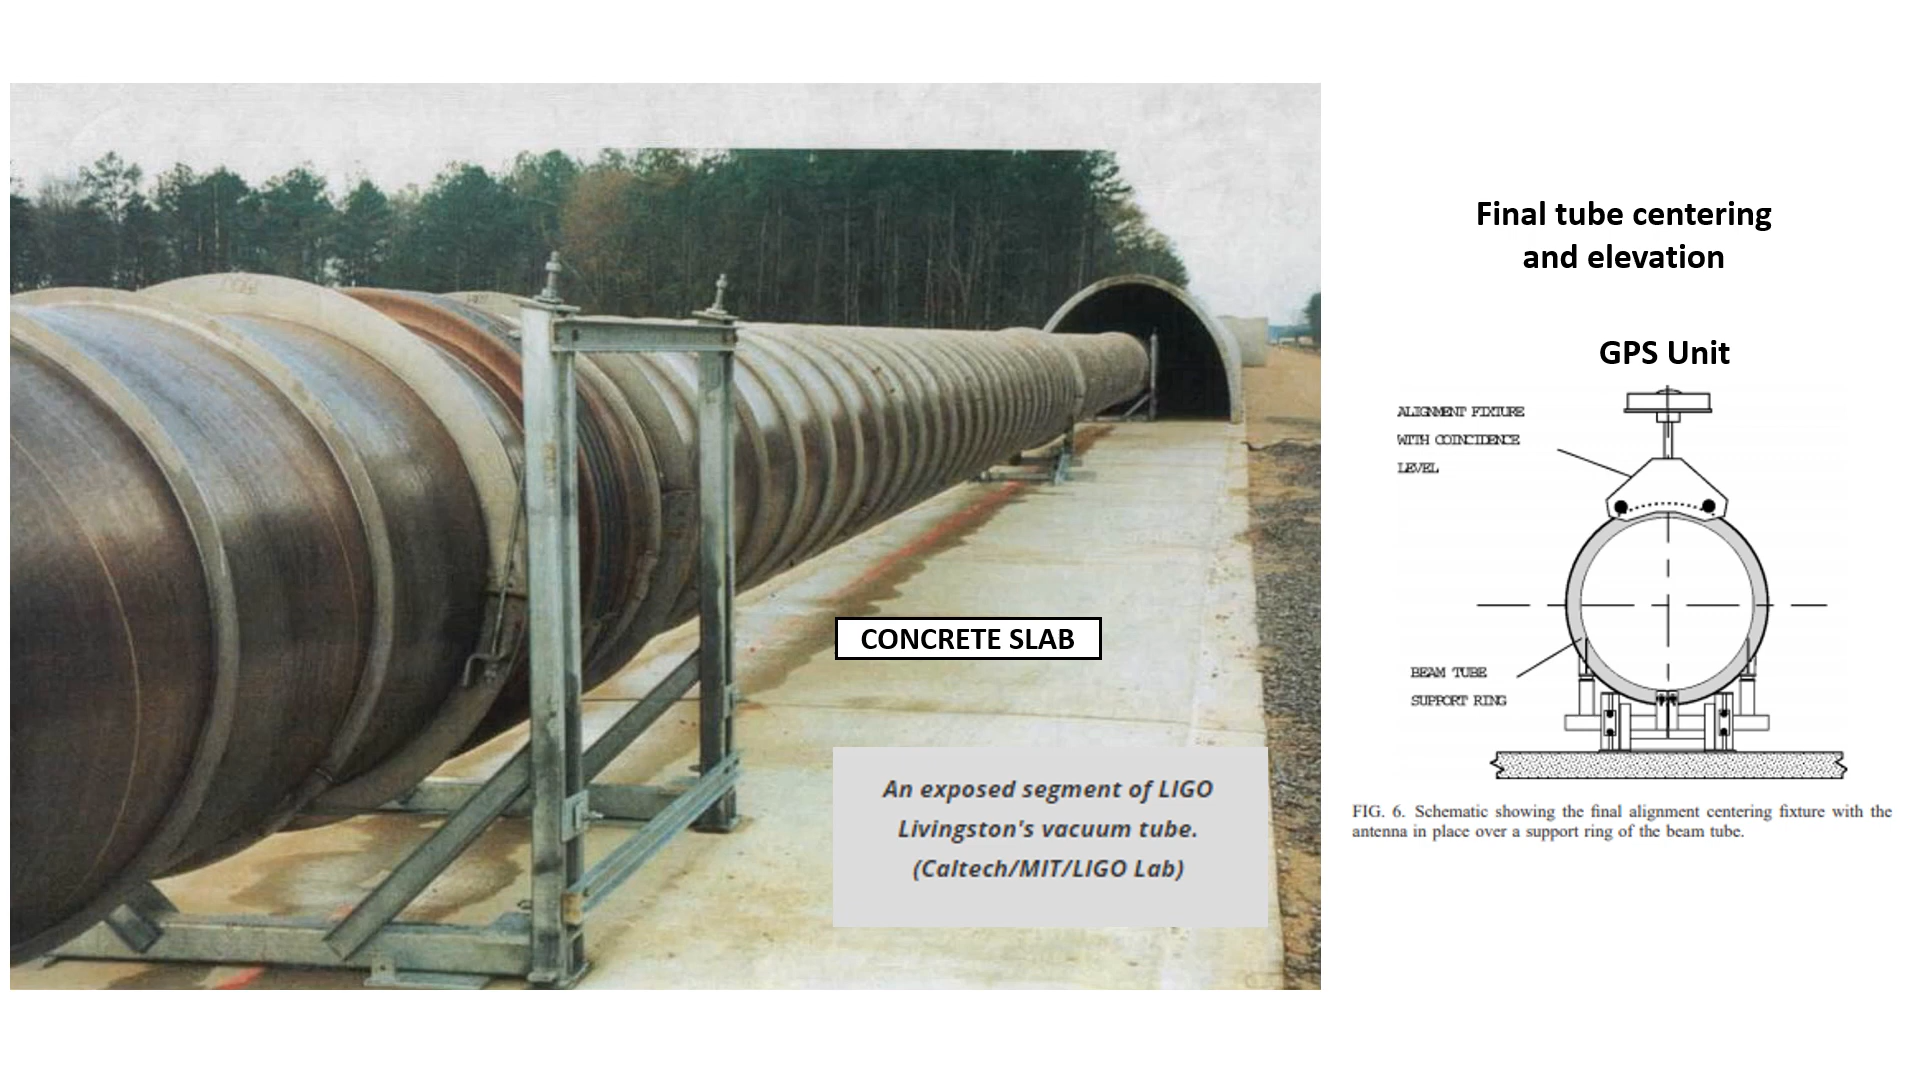 Final tube centering
and elevation
GPS Unit
ALIGNMENT FIXTURE
WITH COINCIDENCE
LEVEL
CONCRETE SLAB
BEAM TUBE
SUPPORT RING
An exposed segment of LIGO
Livingston's vacuum tube.
(Caltech/MIT/LIGO Lab)
FIG. 6. Schematic showing the final alignment centering fixture with the
antenna in place over a support ring of the beam tube.